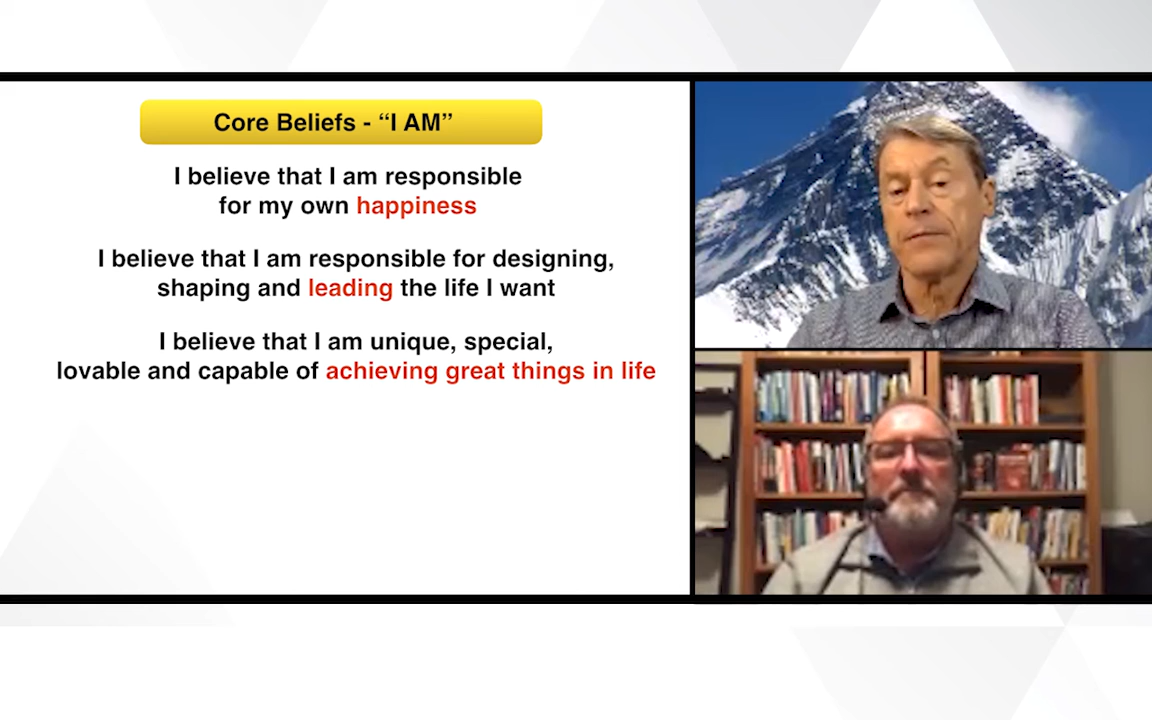 Core Beliefs - “I AM”
I believe that I am responsible
for my own happiness
I believe that I am responsible for designing,
shaping and leading the life I want
I believe that I am unique, special,
lovable and capable of achieving great things in life